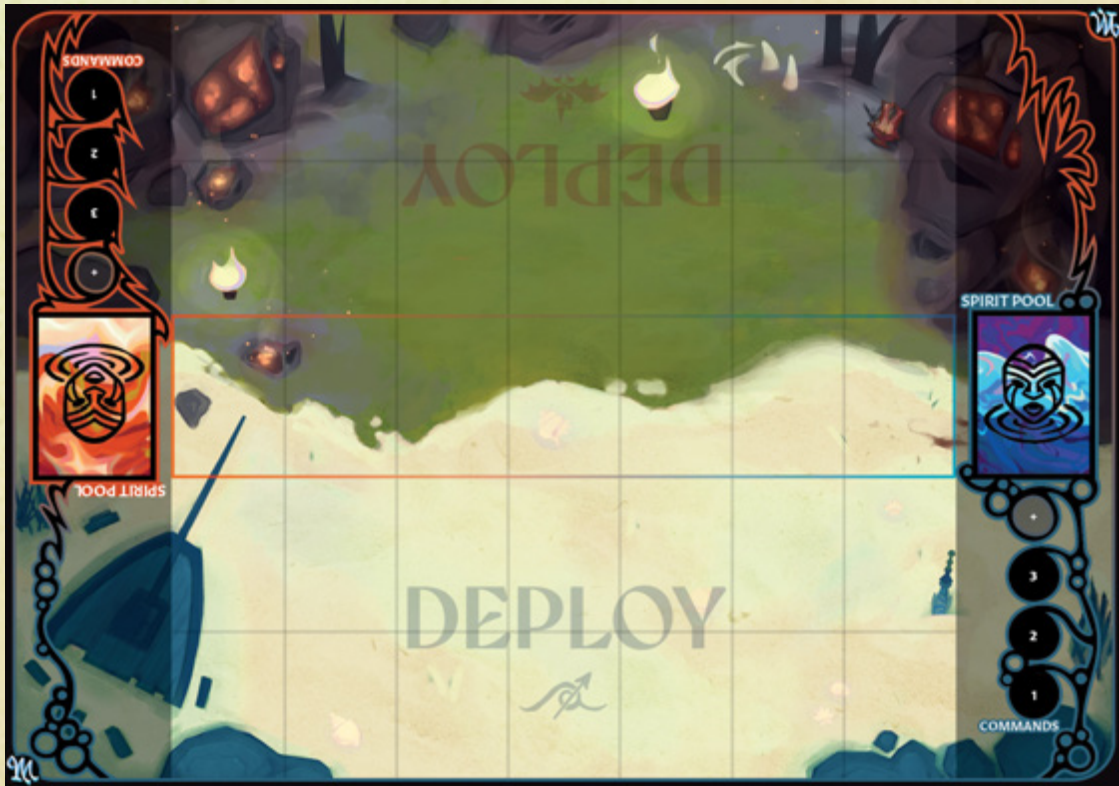 COMMANDS
1
2
3
+
DEPLOY
SPIRIT POOL
SPIRIT POOL
+
3
2
1
COMMANDS
DEPLOY